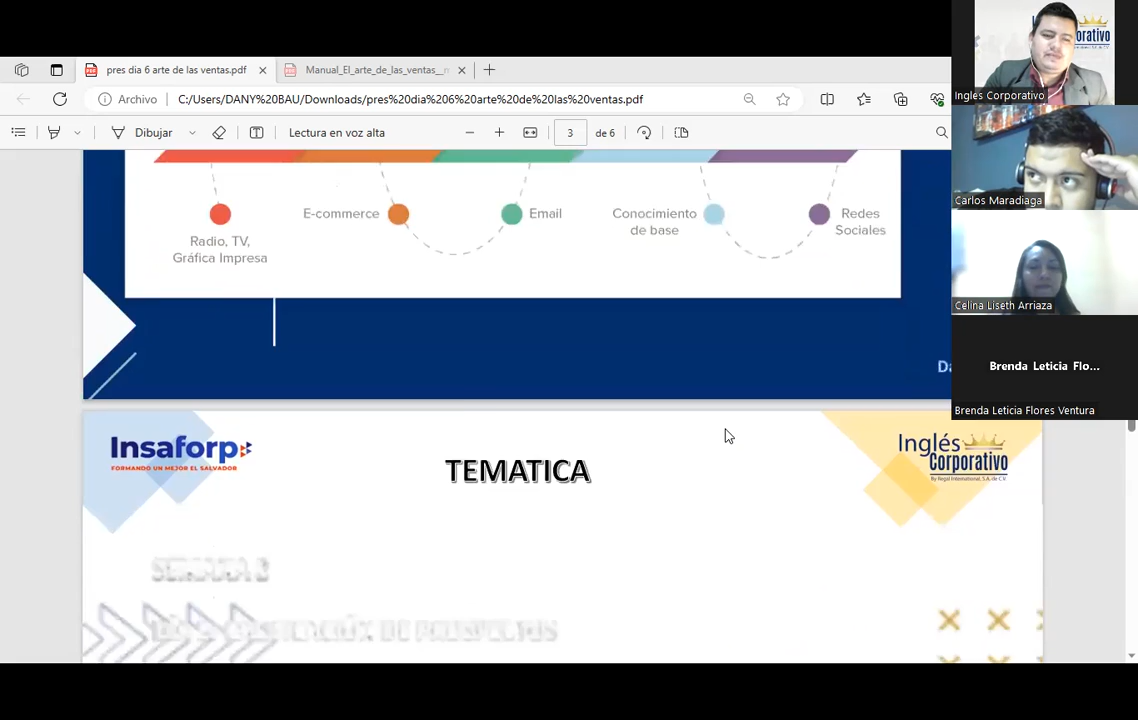 pres dia 6 arte de las ventas.pdf
Manual_El_arte_de_las_ventas_
Archivo
C:/Users/DANY%20BAU/Downloads/pres%20dia%206%20arte%20de%20las%20ventas.pdf
Dibujar
Lectura en voz alta
3
de 6
E-commerce
Email
Conocimiento
de base
Redes
Sociales
Radio, TV,
Gráfica Impresa
Insaforp
FORMANDO UN MEJOR EL SALVADOR
TEMATICA
Inglés
Corporativo
By Regal International, S.A. de C.V.
Inglés Corporativo
Carlos Maradiaga
Celina Liseth Arriaza
Brenda Leticia Flo...
Brenda Leticia Flores Ventura